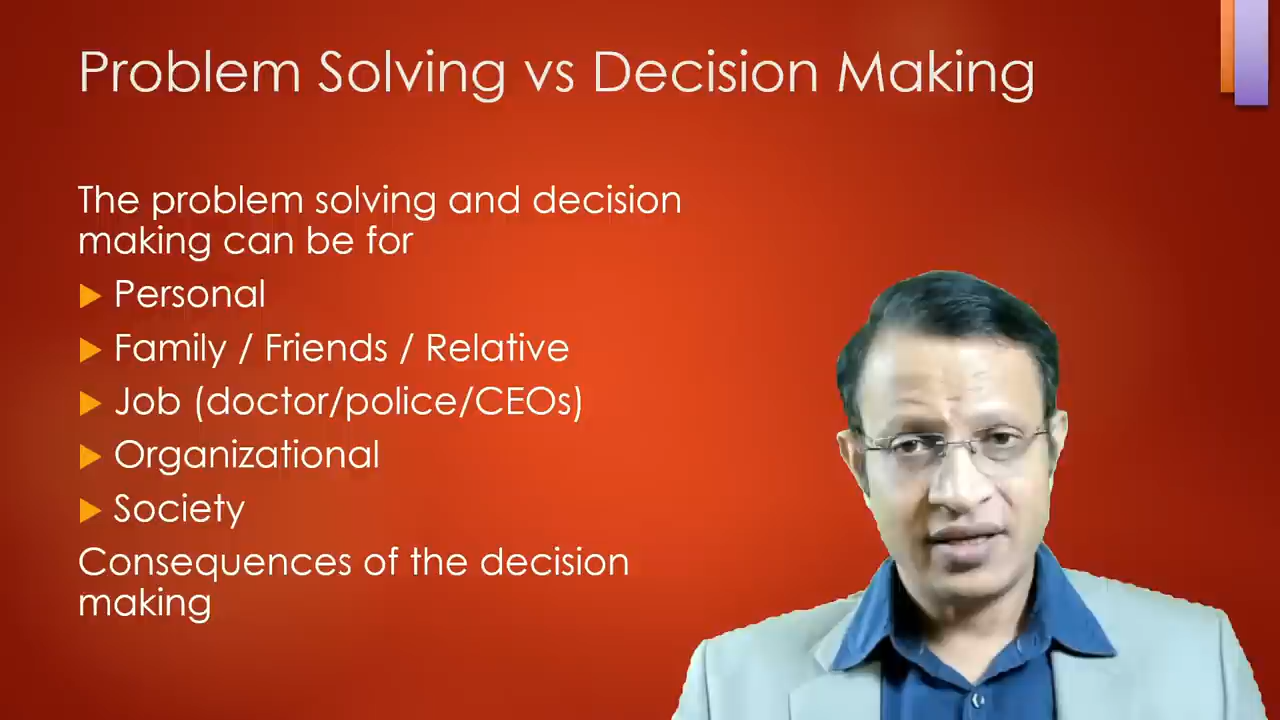 Problem Solving vs Decision Making
The problem solving and decision
making can be for
Personal
Family / Friends / Relative
Job (doctor/police/CEOs)
Organizational
Society
Consequences of the decision
making